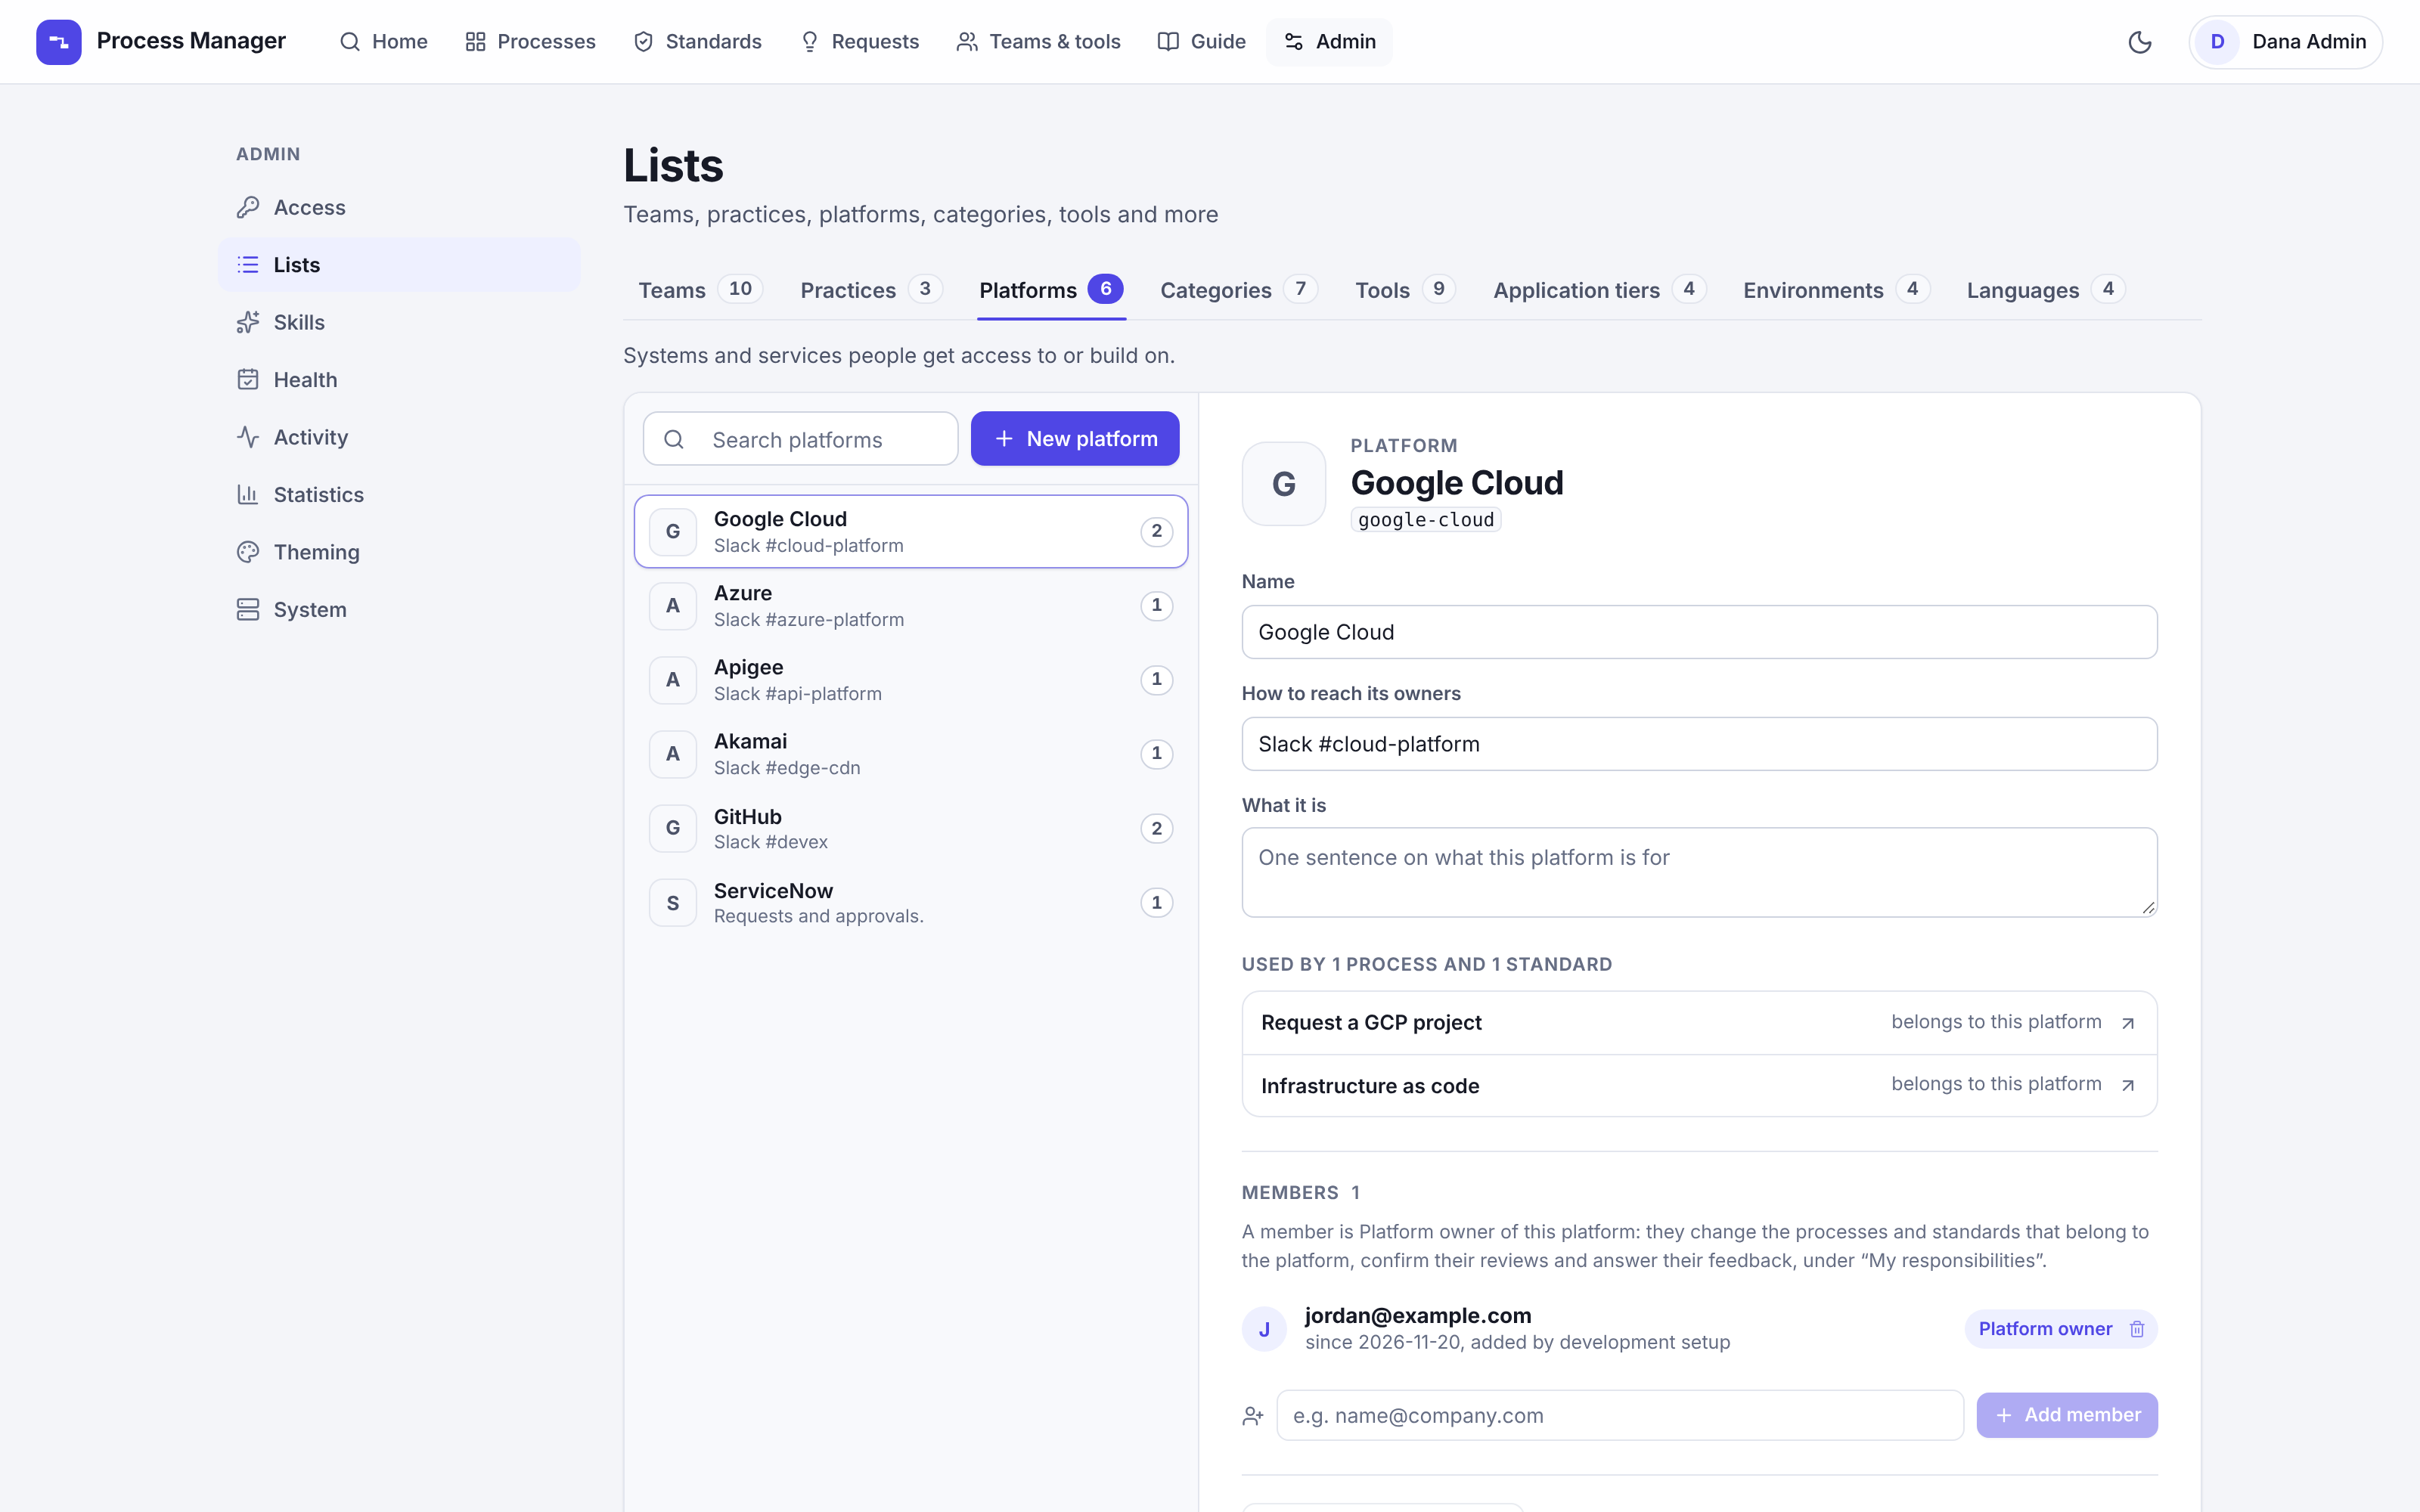 Process Manager
Home
Processes
Standards
Requests
Teams & tools
Guide
Admin
D
Dana Admin
ADMIN
Access
Lists
Skills
Health
Activity
Statistics
Theming
System
Lists
Teams, practices, platforms, categories, tools and more
Teams 10
Practices 3
Platforms 6
Categories 7
Tools 9
Application tiers 4
Environments 4
Languages 4
Systems and services people get access to or build on.
Search platforms
New platform
G
Google Cloud
Slack #cloud-platform
2
A
Azure
Slack #azure-platform
1
A
Apigee
Slack #api-platform
1
A
Akamai
Slack #edge-cdn
1
G
GitHub
Slack #devex
2
S
ServiceNow
Requests and approvals.
1
G
PLATFORM
Google Cloud
google-cloud
Name
Google Cloud
How to reach its owners
Slack #cloud-platform
What it is
One sentence on what this platform is for
USED BY 1 PROCESS AND 1 STANDARD
Request a GCP project
belongs to this platform
Infrastructure as code
belongs to this platform
MEMBERS 1
A member is Platform owner of this platform: they change the processes and standards that belong to
the platform, confirm their reviews and answer their feedback, under “My responsibilities”.
J
jordan@example.com
since 2026-11-20, added by development setup
Platform owner
e.g. name@company.com
Add member